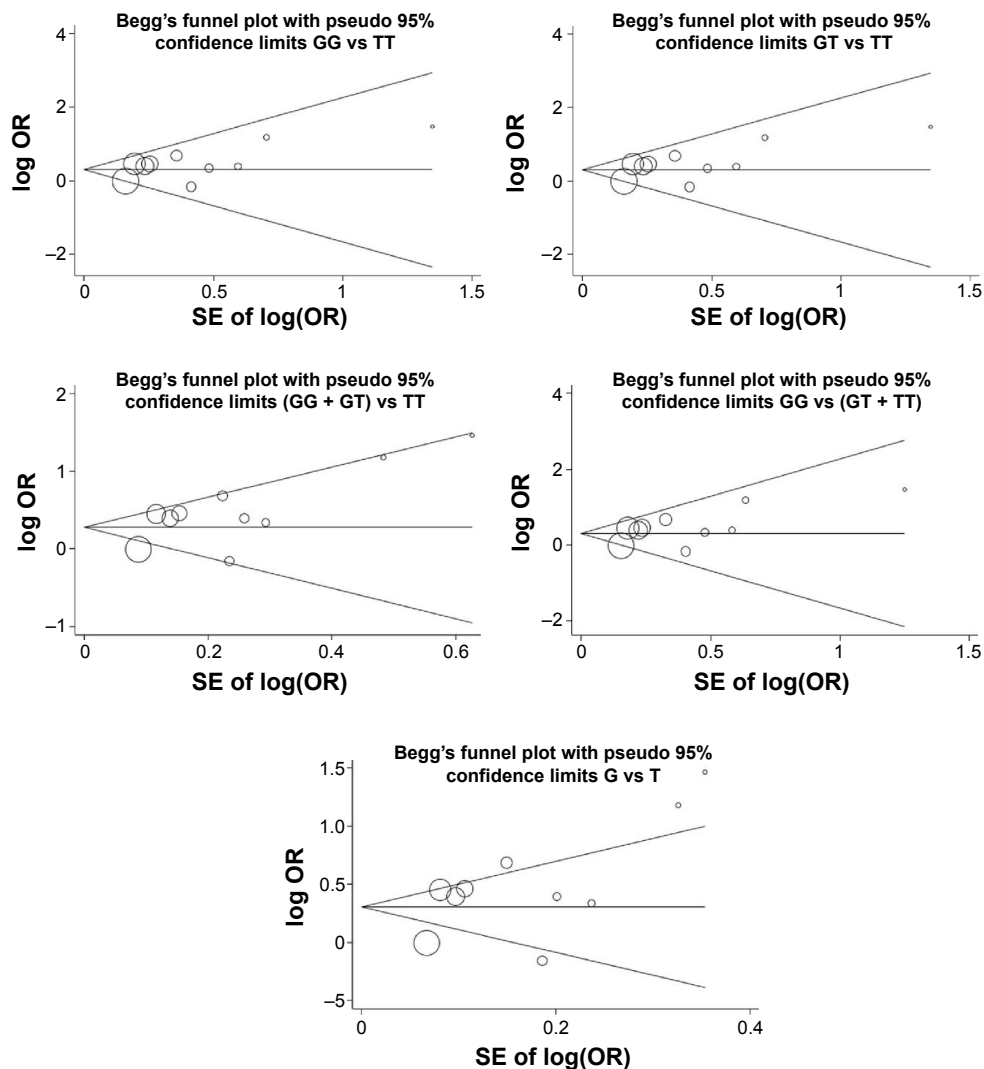 Begg's funnel plot with pseudo 95%
confidence limits GG vs TT
4
2
0
–2
log OR
0
0.5
1
1.5
SE of log(OR)
Begg's funnel plot with pseudo 95%
confidence limits GT vs TT
4
2
0
–2
log OR
0
0.5
1
1.5
SE of log(OR)
Begg's funnel plot with pseudo 95%
confidence limits (GG + GT) vs TT
2
1
0
–1
log OR
0
0.2
0.4
0.6
SE of log(OR)
Begg's funnel plot with pseudo 95%
confidence limits GG vs (GT + TT)
4
2
0
–2
log OR
0
0.5
1
1.5
SE of log(OR)
Begg's funnel plot with pseudo 95%
confidence limits G vs T
1.5
1.0
0.5
0
–5
log OR
0
0.2
0.4
SE of log(OR)